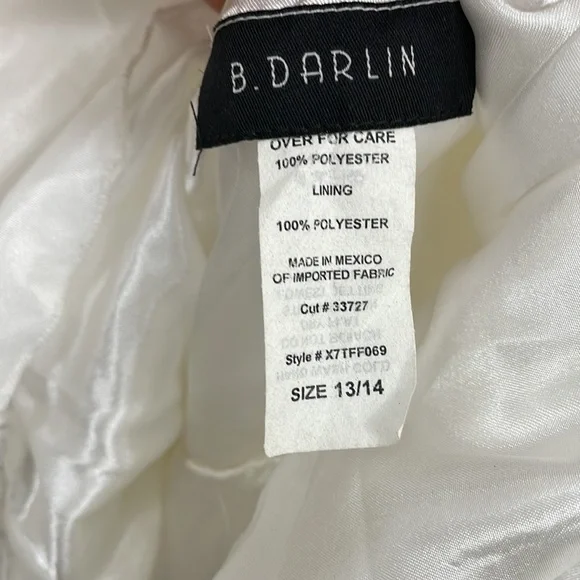 B. DARLIN
OVER FOR CARE
100% POLYESTER
LINING
100% POLYESTER
MADE IN MEXICO
OF IMPORTED FABRIC
Cut # 33727
Style # X7TFF069
SIZE 13/14